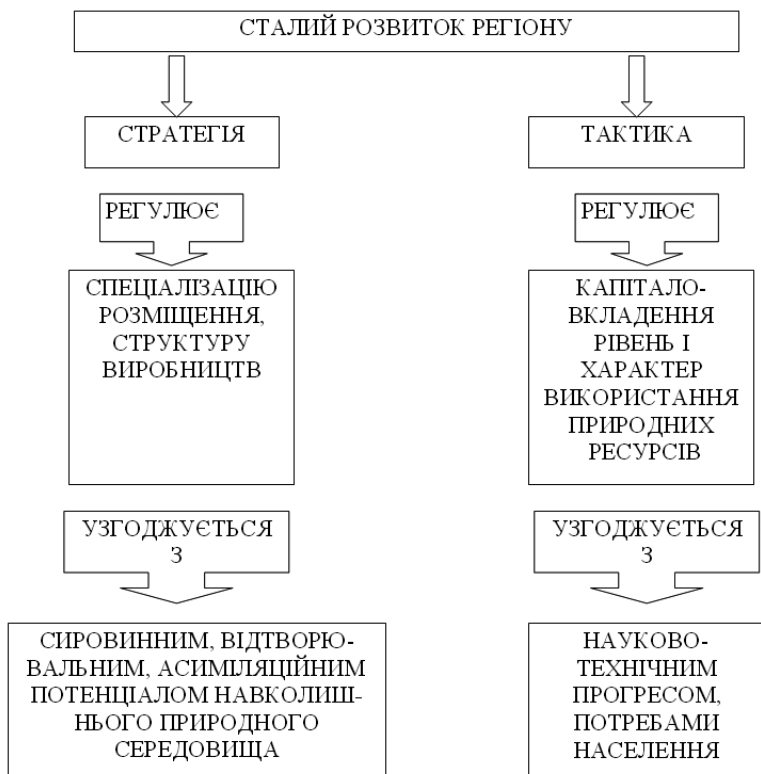 СТАЛИЙ РОЗВИТОК РЕГІОНУ
СТРАТЕГІЯ
ТАКТИКА
РЕГУЛЮЄ
РЕГУЛЮЄ
СПЕЦІАЛІЗАЦІЮ
РОЗМІЩЕННЯ,
СТРУКТУРУ
ВИРОБНИЦТВ
КАПІТАЛО-
ВКЛАДЕННЯ
РІВЕНЬ І
ХАРАКТЕР
ВИКОРИСТАННЯ
ПРИРОДНИХ
РЕСУРСІВ
УЗГОДЖУЄТЬСЯ
З
УЗГОДЖУЄТЬСЯ
З
СИРОВИННИМ, ВІДТВОРЮ-
ВАЛЬНИМ, АСИМІЛЯЦІЙНИМ
ПОТЕНЦІАЛОМ НАВКОЛИШ-
НЬОГО ПРИРОДНОГО
СЕРЕДОВИЩА
НАУКОВО-
ТЕХНІЧНИМ
ПРОГРЕСОМ,
ПОТРЕБАМИ
НАСЕЛЕННЯ